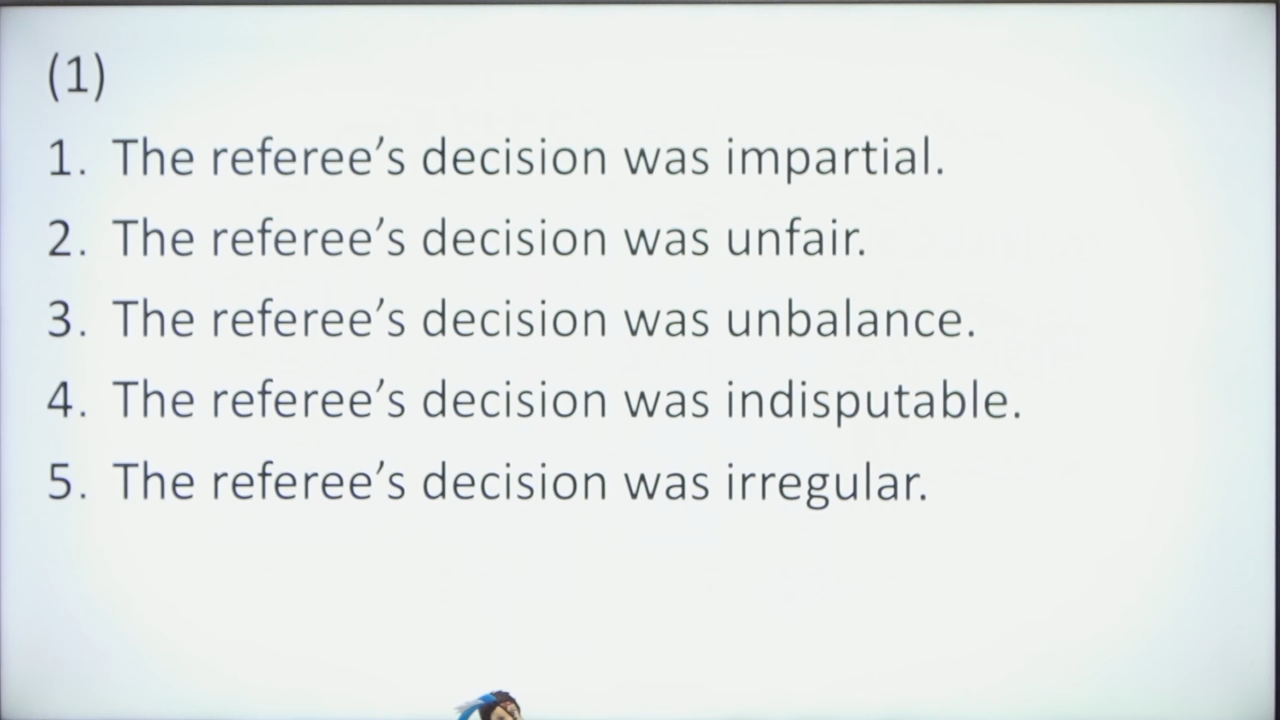 (1)
1. The referee's decision was impartial.
2. The referee's decision was unfair.
3. The referee's decision was unbalance.
4. The referee's decision was indisputable.
5. The referee's decision was irregular.